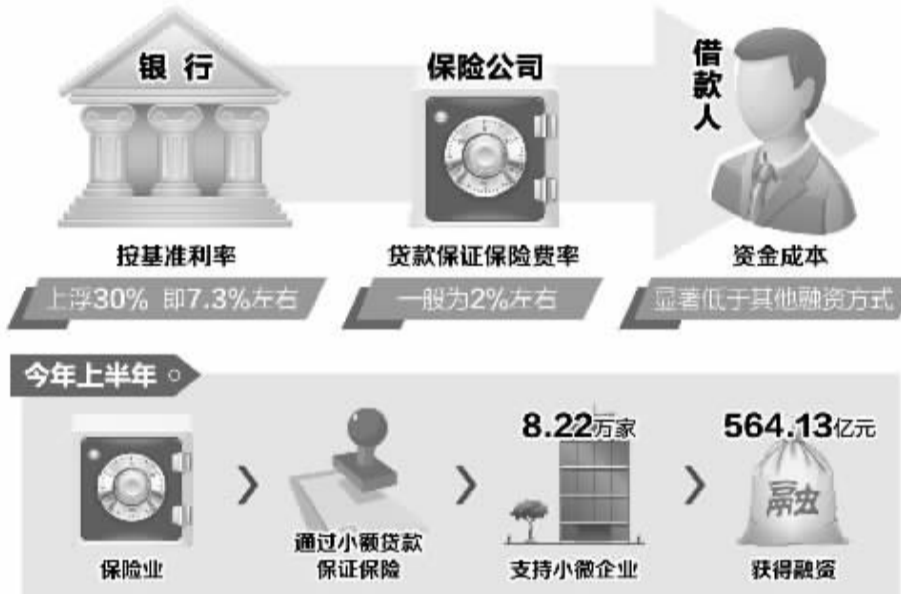 银行
保险公司
借款人
按基准利率
贷款保证保险费率
资金成本
上浮30% 即7.3%左右
一般为2%左右
显著低于其他融资方式
今年上半年
8.22万家
564.13亿元
融
保险业
通过小额贷款
保证保险
支持小微企业
获得融资